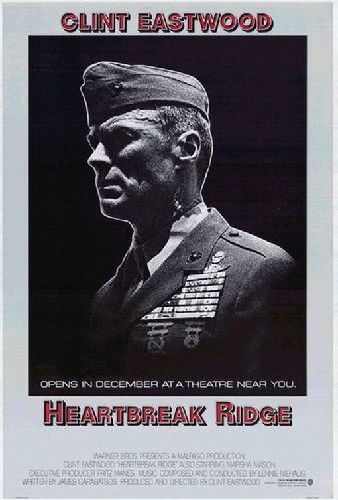 CLINT EASTWOOD
OPENS IN DECEMBER AT A THEATRE NEAR YOU.
HEARTBREAK RIDGE
WARNER BROS. PRESENTS A MALPASO PRODUCTION
CLINT EASTWOOD "HEARTBREAK RIDGE" ALSO STARRING MARSHA MASON
EXECUTIVE PRODUCER FRITZ MANES MUSIC COMPOSED AND CONDUCTED BY LENNIE NIEHAUS
WRITTEN BY JAMES CARABATSOS PRODUCED AND DIRECTED BY CLINT EASTWOOD